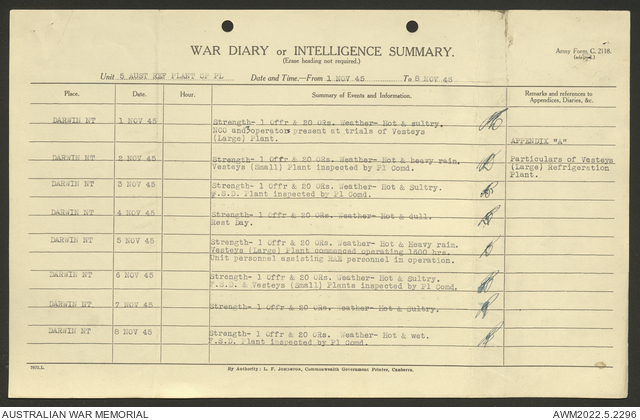 WAR DIARY or INTELLIGENCE SUMMARY.
(Erase heading not required.)
Army Form C. 2118.
Unit 5 AUST REF PLANT OP PL Date and Time.—From 1 NOV 45 To 8 NOV 45
Place. Date. Hour. Summary of Events and Information. Remarks and references to
Appendices, Diaries, &c.
DARWIN NT 1 NOV 45 Strength- 1 Offr & 20 ORs. Weather- Hot & sultry.
NCO and 3 operators present at trials of Vesteys
(Large) Plant. APPENDIX "A"
DARWIN NT 2 NOV 45 Strength- 1 Offr & 20 ORs. Weather- Hot & heavy rain. Particulars of Vesteys
Vesteys (Small) Plant inspected by Pl Comd. (Large) Refrigeration
Plant.
DARWIN NT 3 NOV 45 Strength- 1 Offr & 20 ORs. Weather- Hot & Sultry.
F.S.D. Plant inspected by Pl Comd.
DARWIN NT 4 NOV 45 Strength- 1 Offr & 20 ORs. Weather- Hot & dull.
Rest Day.
DARWIN NT 5 NOV 45 Strength- 1 Offr & 20 ORs. Weather- Hot & Heavy rain.
Vesteys (Large) Plant commenced operating 1600 hrs.
Unit personnel assisting RAE personnel in operation.
DARWIN NT 6 NOV 45 Strength- 1 Offr & 20 ORs. Weather- Hot & Sultry.
F.S.D. & Vesteys (Small) Plants inspected by Pl Comd.
DARWIN NT 7 NOV 45 Strength- 1 Offr & 20 ORs. Weather- Hot & Sultry.
DARWIN NT 8 NOV 45 Strength- 1 Offr & 20 ORs. Weather- Hot & wet.
F.S.D. Plant inspected by Pl Comd.
By Authority: L. F. Johnston, Commonwealth Government Printer, Canberra.
AUSTRALIAN WAR MEMORIAL AWM2022.5.2296